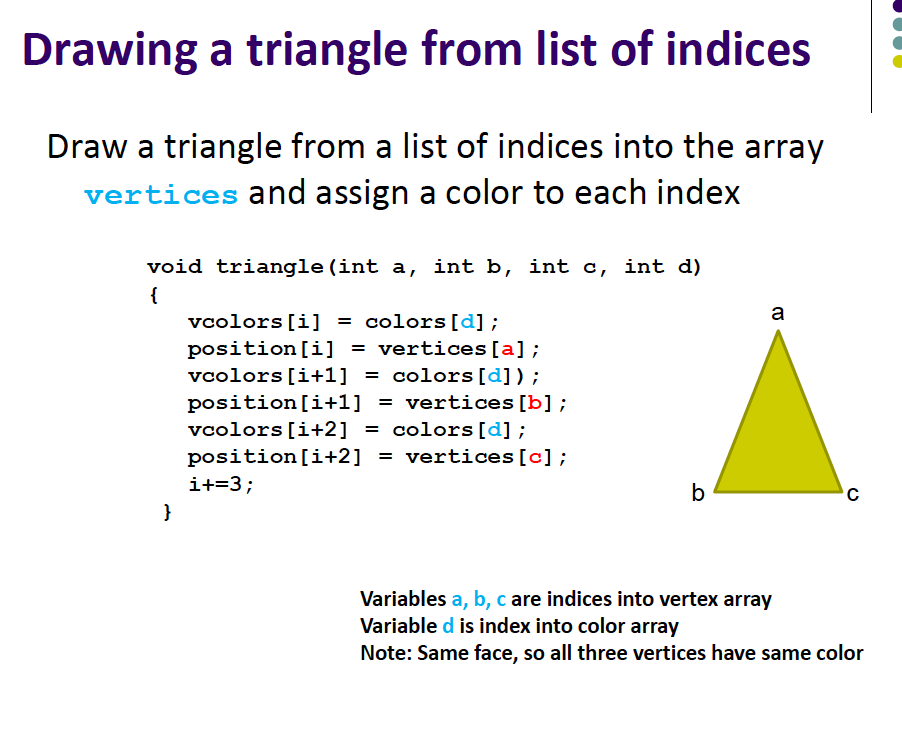 Drawing a triangle from list of indices
Draw a triangle from a list of indices into the array
vertices and assign a color to each index
void triangle(int a, int b, int c, int d)
{
vcolors[i] = colors[d];
position[i] = vertices[a];
vcolors[i+1] = colors[d]);
position[i+1] = vertices[b];
vcolors[i+2] = colors[d];
position[i+2] = vertices[c];
i+=3;
}
a
b
c
Variables a, b, c are indices into vertex array
Variable d is index into color array
Note: Same face, so all three vertices have same color